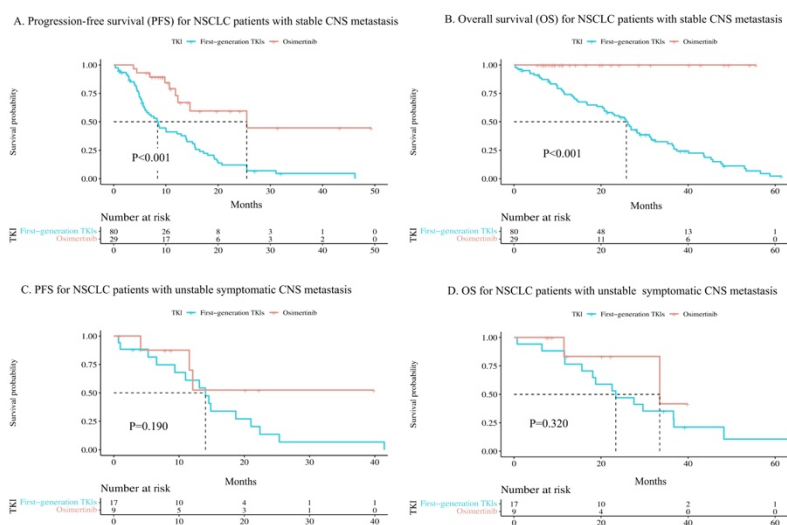 A. Progression-free survival (PFS) for NSCLC patients with stable CNS metastasis
TKI First-generation TKIs Osimertinib
Survival probability
1.00
0.75
0.50
0.25
0.00
P<0.001
0 10 20 30 40 50
Months
Number at risk
TKI
First-generation TKIs 80 26 8 3 1 0
Osimertinib 29 17 6 3 2 0
0 10 20 30 40 50
B. Overall survival (OS) for NSCLC patients with stable CNS metastasis
TKI First-generation TKIs Osimertinib
Survival probability
1.00
0.75
0.50
0.25
0.00
P<0.001
0 20 40 60
Months
Number at risk
TKI
First-generation TKIs 80 48 13 1
Osimertinib 29 11 6 0
0 20 40 60
C. PFS for NSCLC patients with unstable symptomatic CNS metastasis
TKI First-generation TKIs Osimertinib
Survival probability
1.00
0.75
0.50
0.25
0.00
P=0.190
0 10 20 30 40
Months
Number at risk
TKI
First-generation TKIs 17 10 4 1 1
Osimertinib 9 5 3 1 0
0 10 20 30 40
D. OS for NSCLC patients with unstable symptomatic CNS metastasis
TKI First-generation TKIs Osimertinib
Survival probability
1.00
0.75
0.50
0.25
0.00
P=0.320
0 20 40 60
Months
Number at risk
TKI
First-generation TKIs 17 10 2 1
Osimertinib 9 4 0 0
0 20 40 60